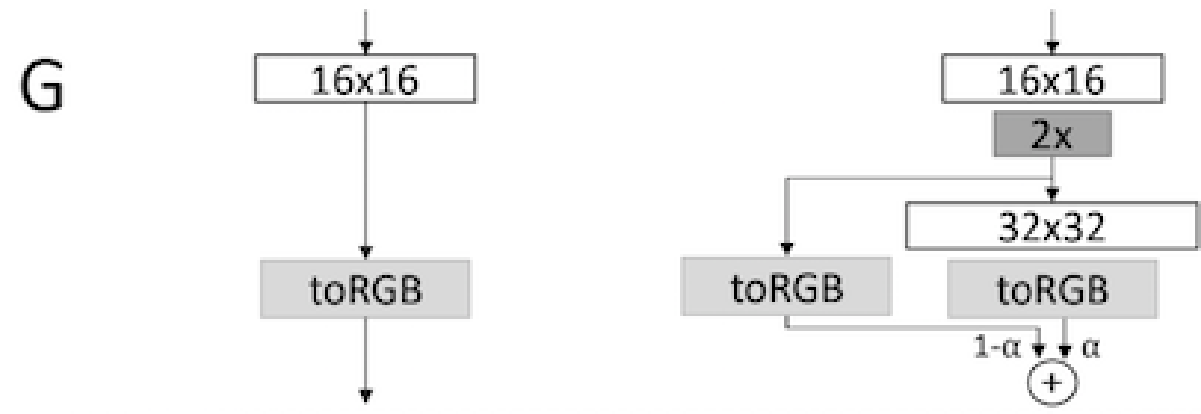 G
16x16
toRGB
16x16
2x
32x32
toRGB
toRGB
1-α
α
+